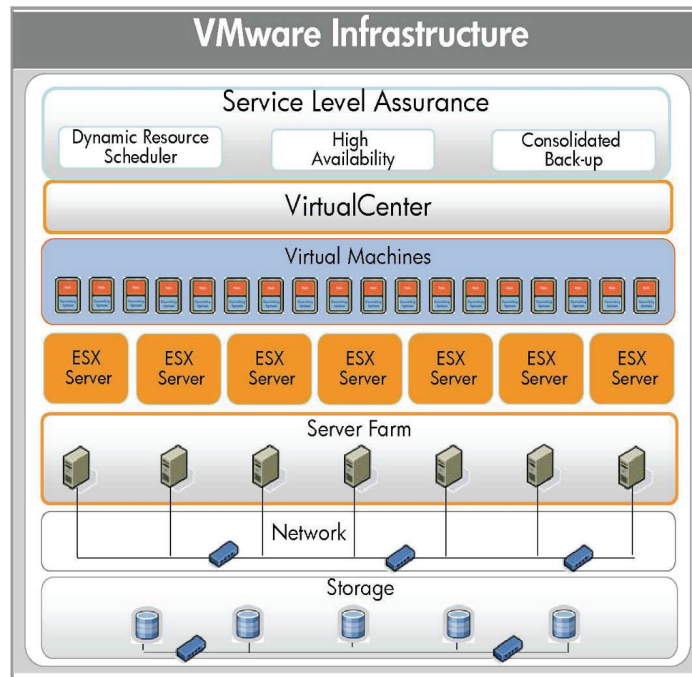 VMware Infrastructure
Service Level Assurance
Dynamic Resource
Scheduler
High
Availability
Consolidated
Back-up
VirtualCenter
Virtual Machines
ESX
Server
ESX
Server
ESX
Server
ESX
Server
ESX
Server
ESX
Server
ESX
Server
Server Farm
Network
Storage